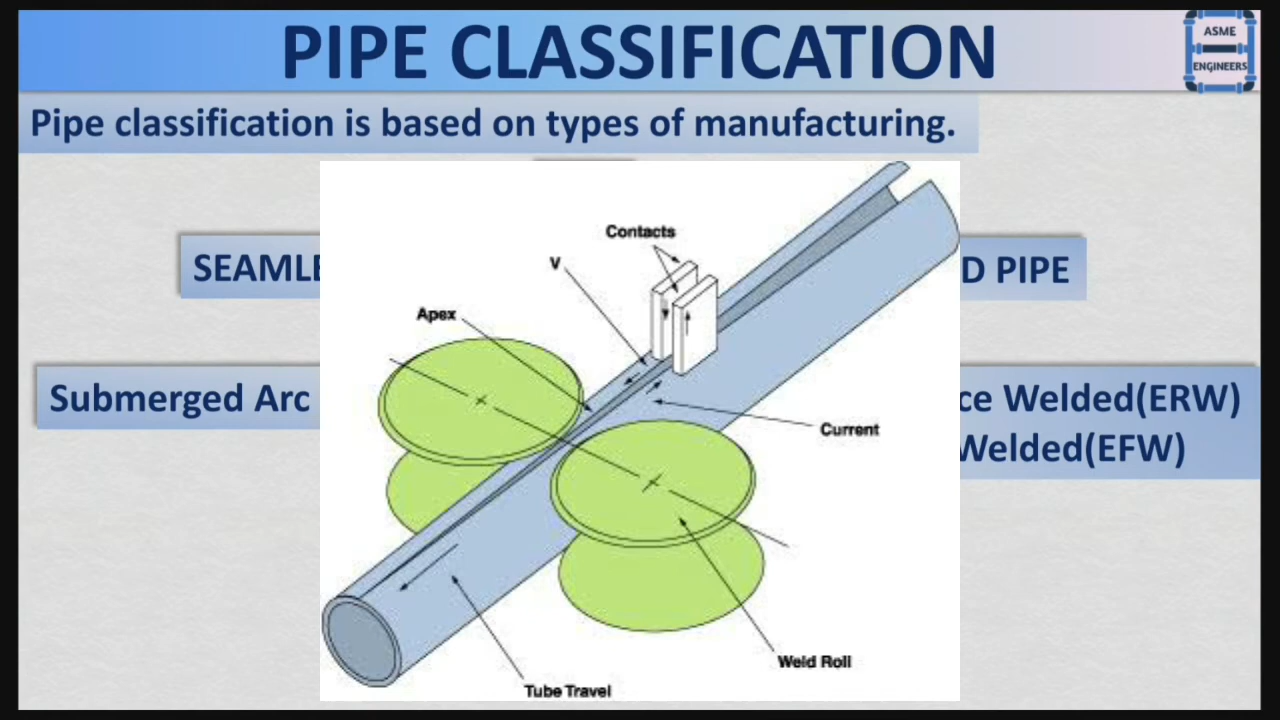 PIPE CLASSIFICATION
ASME
ENGINEERS
Pipe classification is based on types of manufacturing.
SEAMLE
D PIPE
Submerged Arc
ce Welded(ERW)
Welded(EFW)
Contacts
V
Apex
Current
Weld Roll
Tube Travel